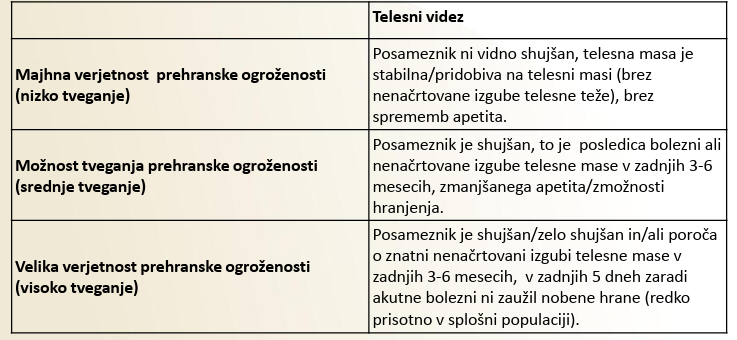 Telesni videz
Majhna verjetnost prehranske ogroženosti
(nizko tveganje)
Posameznik ni vidno shujšan, telesna masa je
stabilna/pridobiva na telesni masi (brez
nenačrtovane izgube telesne teže), brez
sprememb apetita.
Možnost tveganja prehranske ogroženosti
(srednje tveganje)
Posameznik je shujšan, to je posledica bolezni ali
nenačrtovane izgube telesne mase v zadnjih 3-6
mesecih, zmanjšanega apetita/zmožnosti
hranjenja.
Velika verjetnost prehranske ogroženosti
(visoko tveganje)
Posameznik je shujšan/zelo shujšan in/ali poroča
o znatni nenačrtovani izgubi telesne mase v
zadnjih 3-6 mesecih, v zadnjih 5 dneh zaradi
akutne bolezni ni zaužil nobene hrane (redko
prisotno v splošni populaciji).